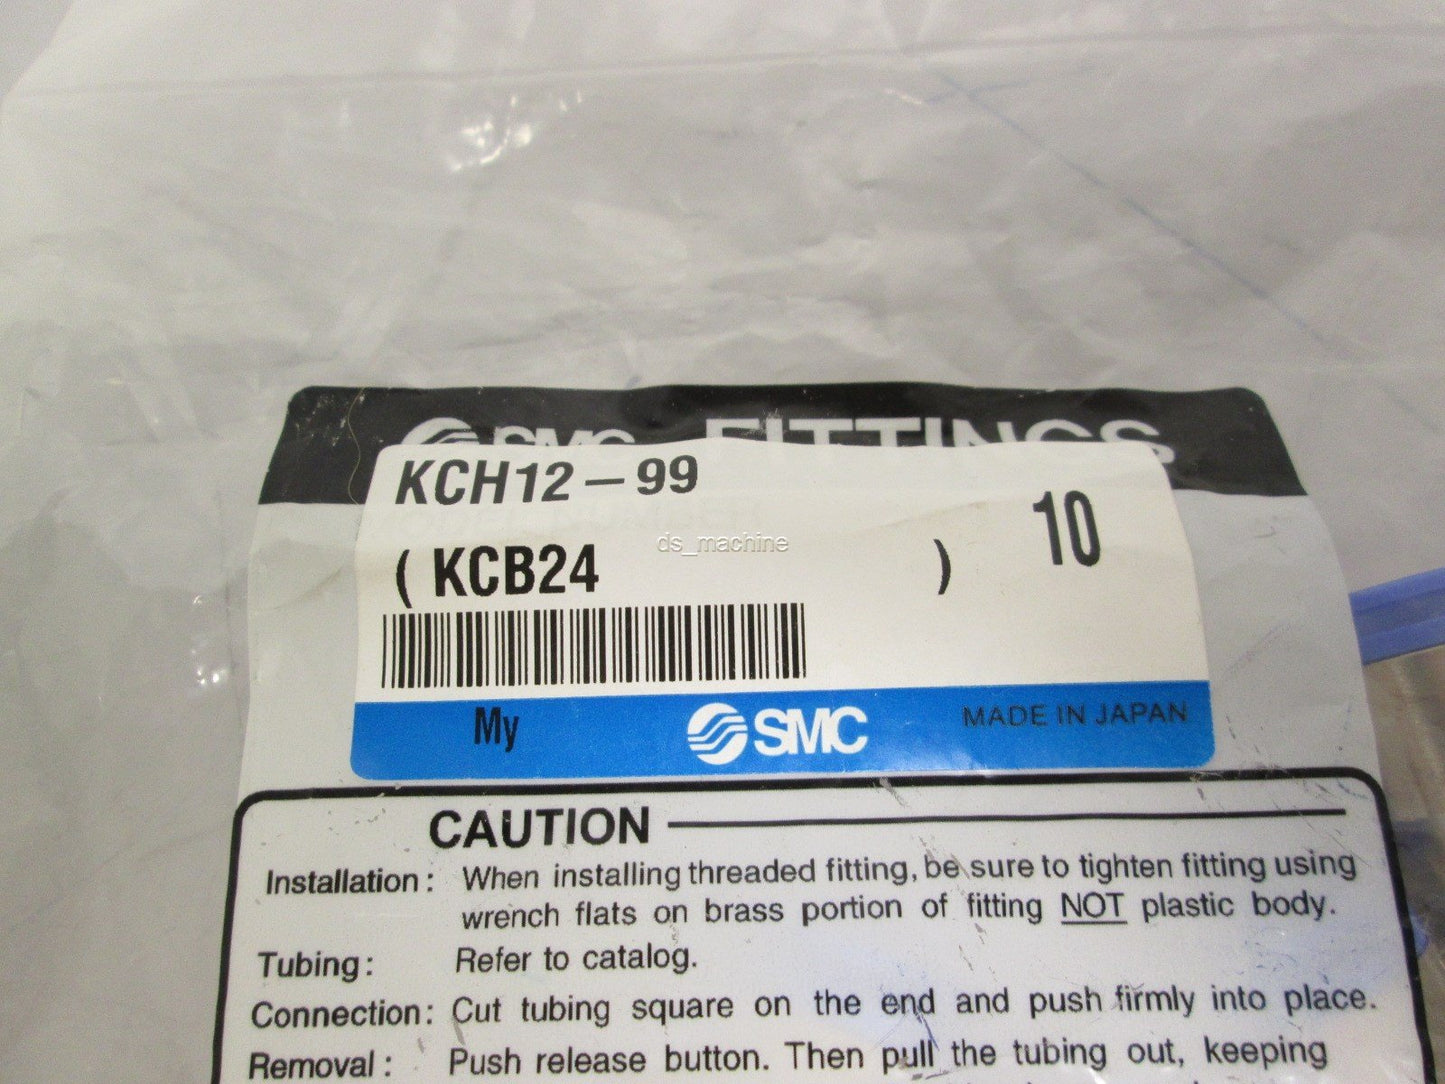 SMC FITTINGS
KCH12-99
( KCB24 ) 10
ds_machine
My SMC MADE IN JAPAN
CAUTION
Installation: When installing threaded fitting, be sure to tighten fitting using
wrench flats on brass portion of fitting NOT plastic body.
Tubing: Refer to catalog.
Connection: Cut tubing square on the end and push firmly into place.
Removal: Push release button. Then pull the tubing out, keeping